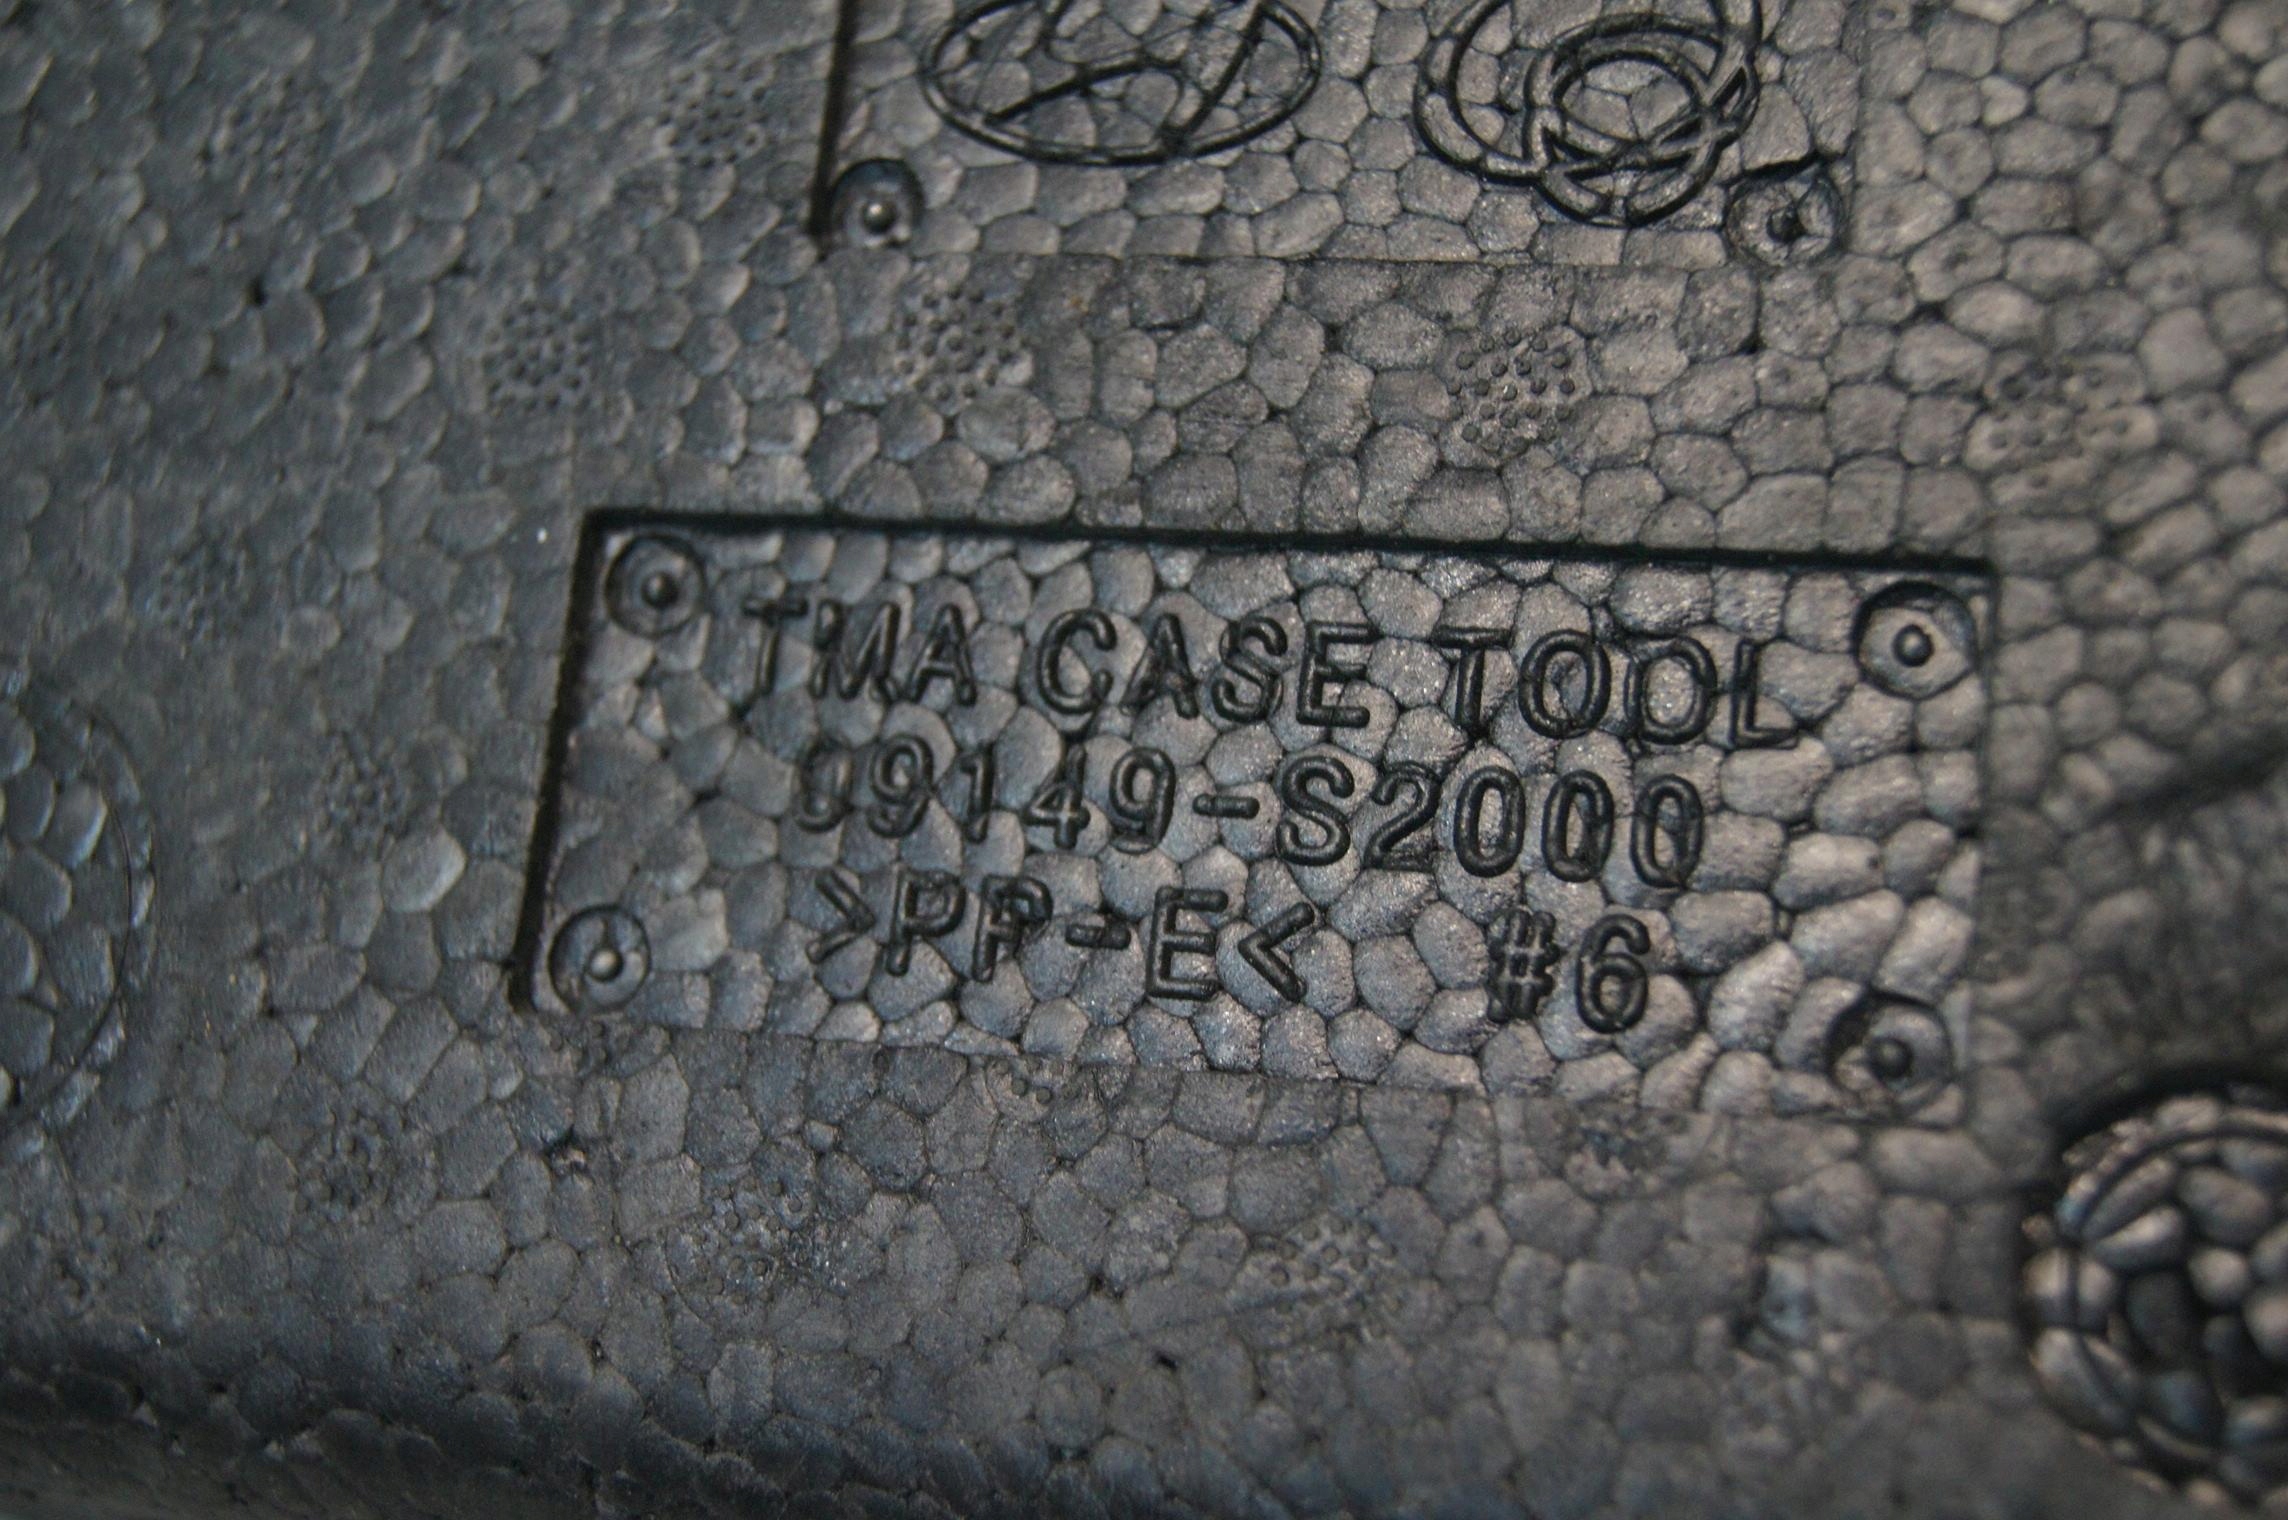 TMA CASE TOOL
09149-S2000
>PP-E< #6